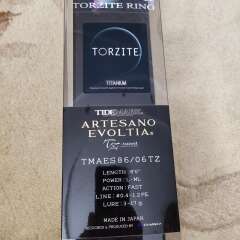 TORZITE RING
TORZITE
TITANIUM
TIDEMARK
ARTESANO
EVOLTIA
TMAES86/06TZ
LENGTH: 8'6"
POWER: L-ML
ACTION: FAST
MADE IN JAPAN